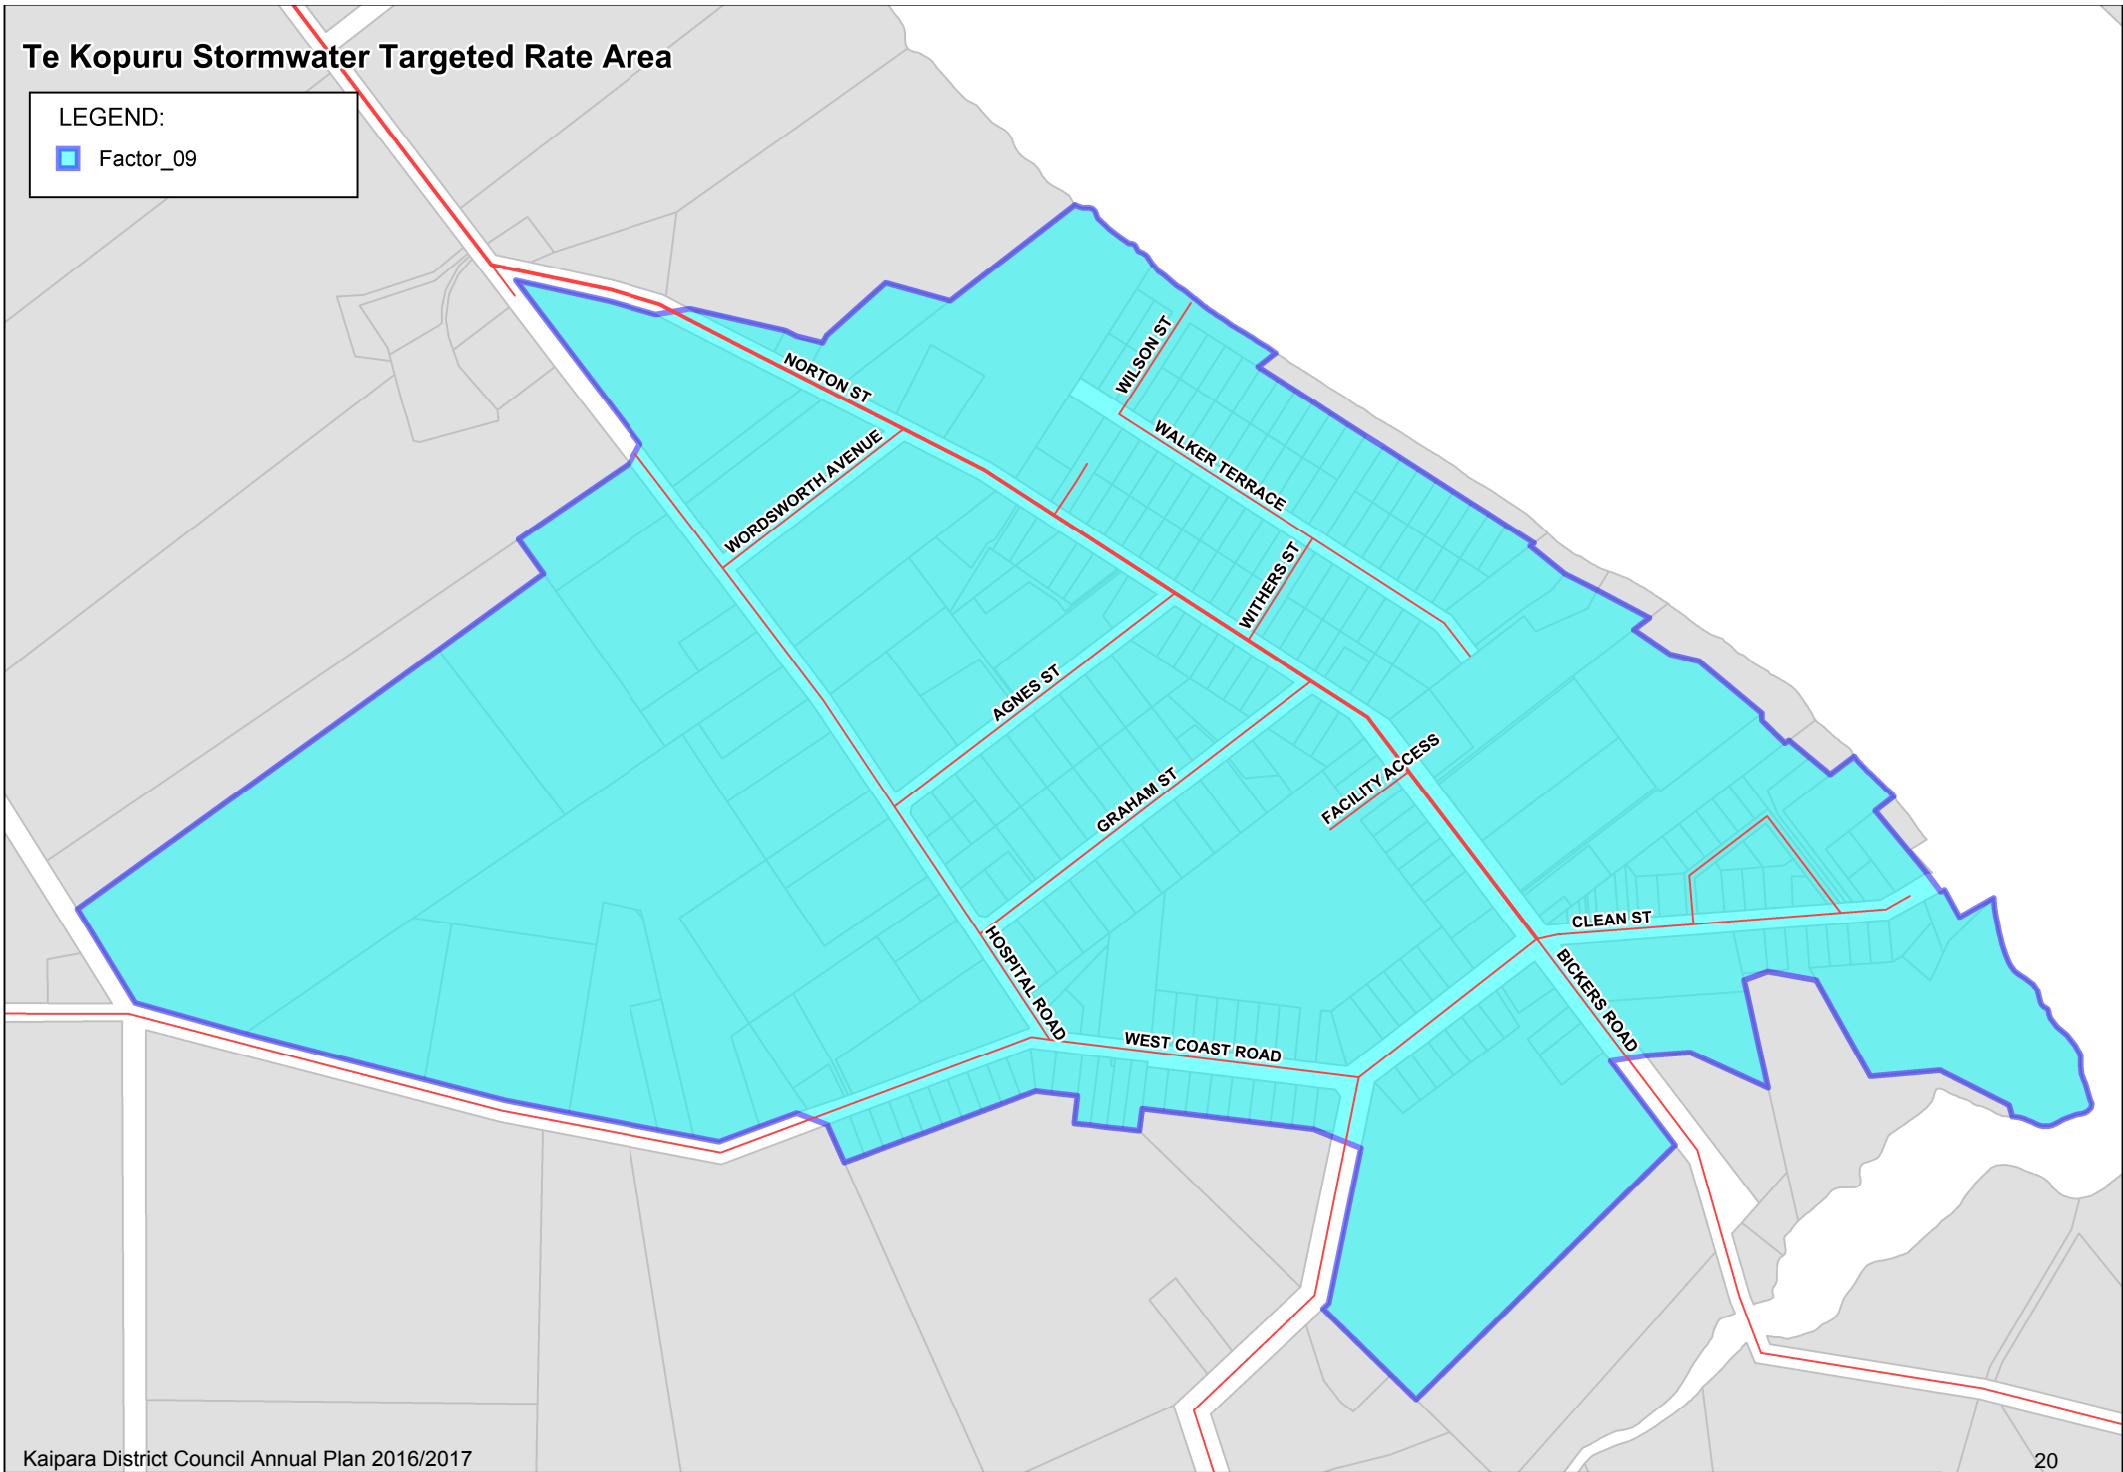 Te Kopuru Stormwater Targeted Rate Area
LEGEND:
Factor_09
NORTON ST
WILSON ST
WORDSWORTH AVENUE
WALKER TERRACE
WITHERS ST
AGNES ST
GRAHAM ST
FACILITY ACCESS
CLEAN ST
HOSPITAL ROAD
BICKERS ROAD
WEST COAST ROAD
Kaipara District Council Annual Plan 2016/2017
20